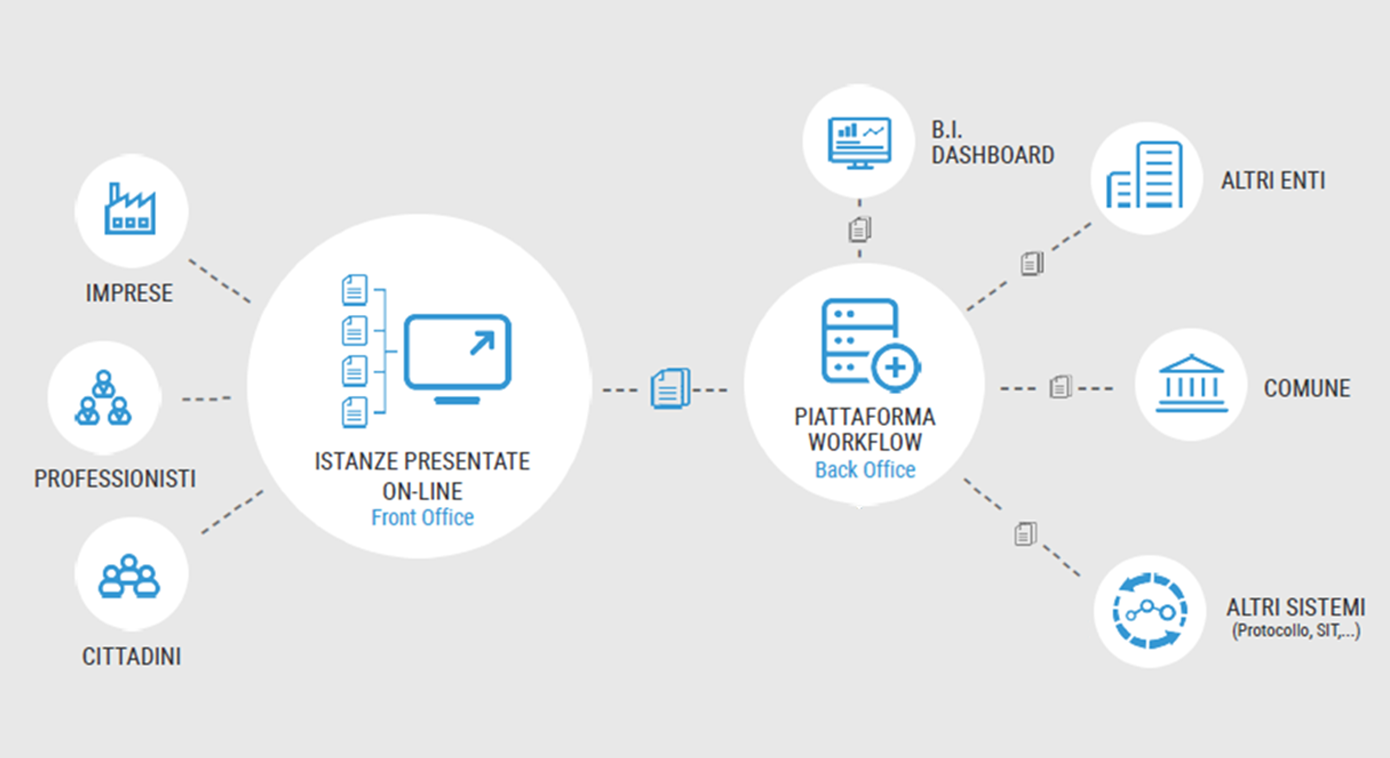 IMPRESE
PROFESSIONISTI
CITTADINI
ISTANZE PRESENTATE
ON-LINE
Front Office
PIATTAFORMA
WORKFLOW
Back Office
B.I.
DASHBOARD
ALTRI ENTI
COMUNE
ALTRI SISTEMI
(Protocollo, SIT,...)